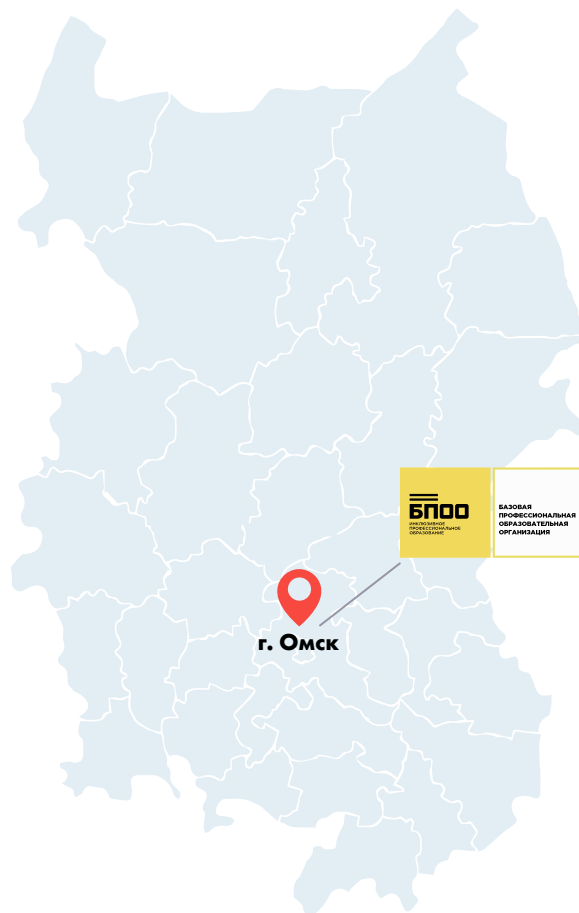 БПОО
ИНКЛЮЗИВНОЕ
ПРОФЕССИОНАЛЬНОЕ
ОБРАЗОВАНИЕ
БАЗОВАЯ
ПРОФЕССИОНАЛЬНАЯ
ОБРАЗОВАТЕЛЬНАЯ
ОРГАНИЗАЦИЯ
г. Омск